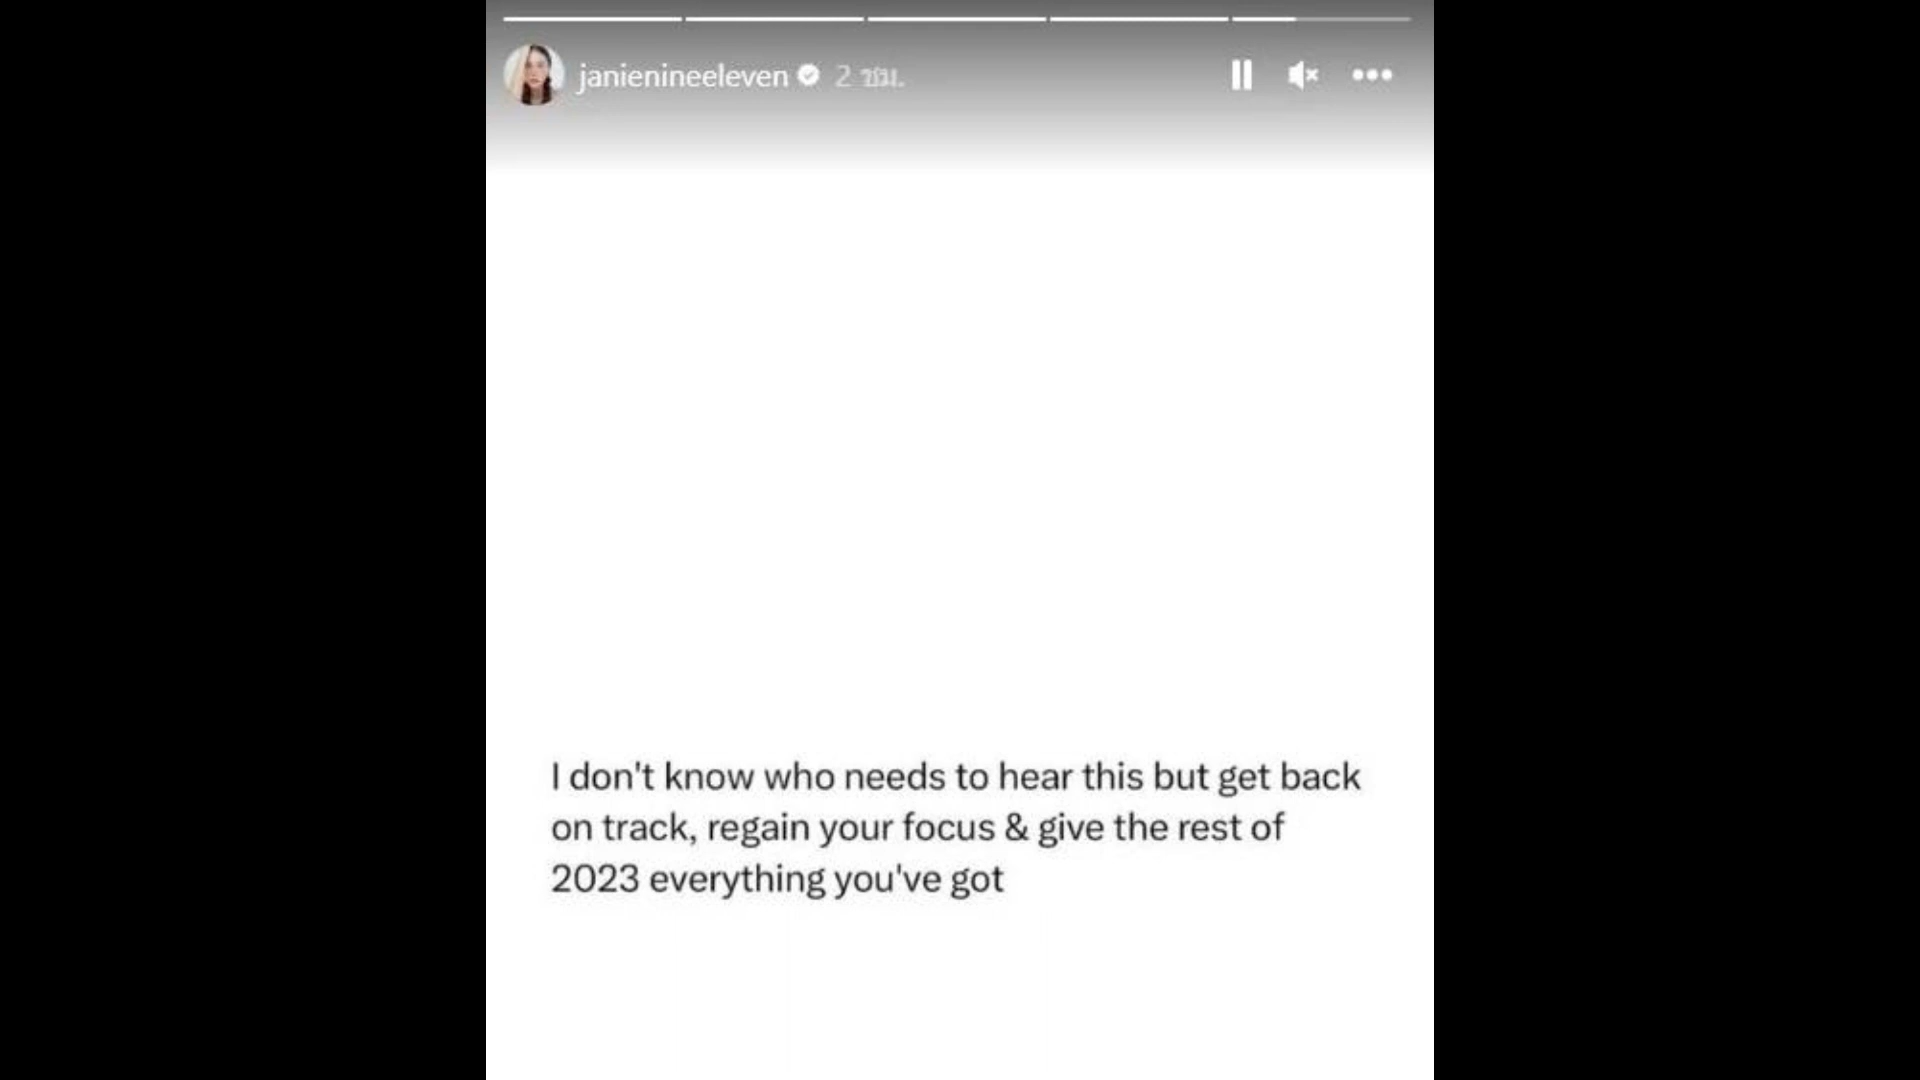 janienineeleven 2 ชม.
I don't know who needs to hear this but get back
on track, regain your focus & give the rest of
2023 everything you've got